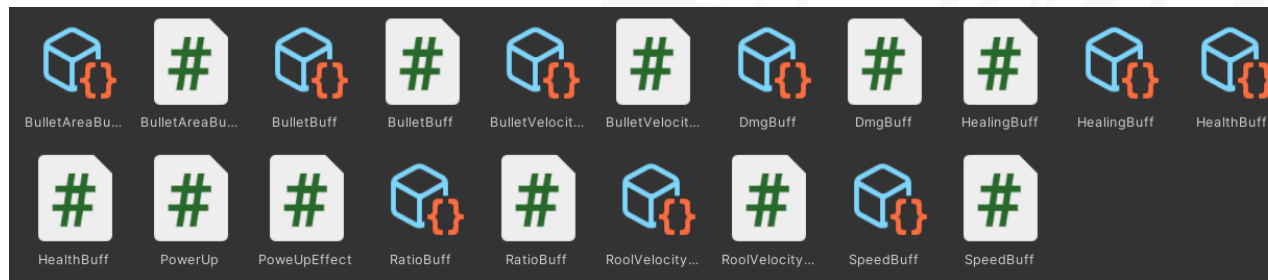 BulletAreaBu... BulletAreaBu... BulletBuff BulletBuff BulletVelocit... BulletVelocit... DmgBuff DmgBuff HealingBuff HealingBuff HealthBuff
HealthBuff PowerUp PoweUpEffect RatioBuff RatioBuff RoolVelocity... RoolVelocity... SpeedBuff SpeedBuff